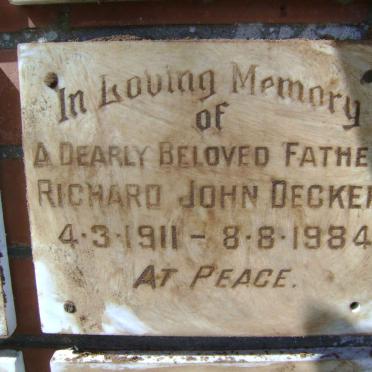 In Loving Memory
of
A DEARLY BELOVED FATHE
RICHARD JOHN DECKE
4·3·1911 – 8·8·1984
AT PEACE.